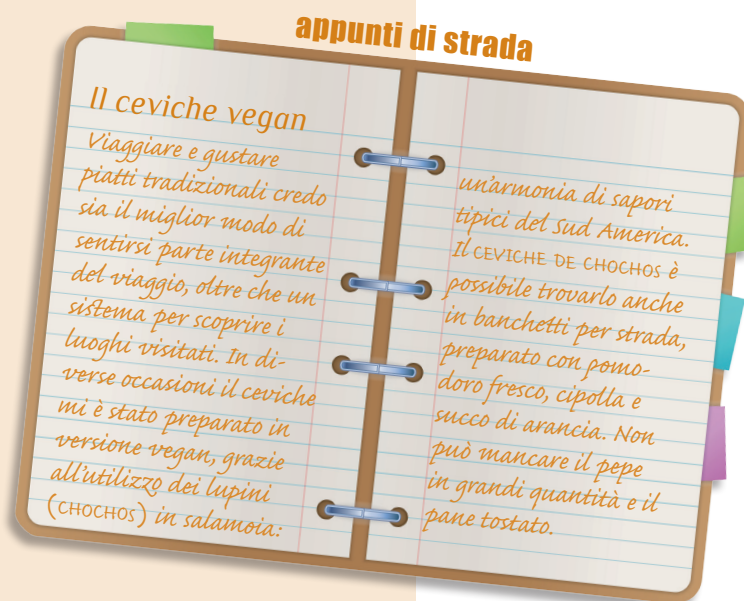 appunti di strada
Il ceviche vegan
Viaggiare e gustare
piatti tradizionali credo
sia il miglior modo di
sentirsi parte integrante
del viaggio, oltre che un
sistema per scoprire i
luoghi visitati. In di-
verse occasioni il ceviche
mi è stato preparato in
versione vegan, grazie
all'utilizzo dei lupini
(CHOCHOS) in salamoia:
un'armonia di sapori
tipici del Sud America.
Il CEVICHE DE CHOCHOS è
possibile trovarlo anche
in banchetti per strada,
preparato con pomo-
doro fresco, cipolla e
succo di arancia. Non
può mancare il pepe
in grandi quantità e il
pane tostato.